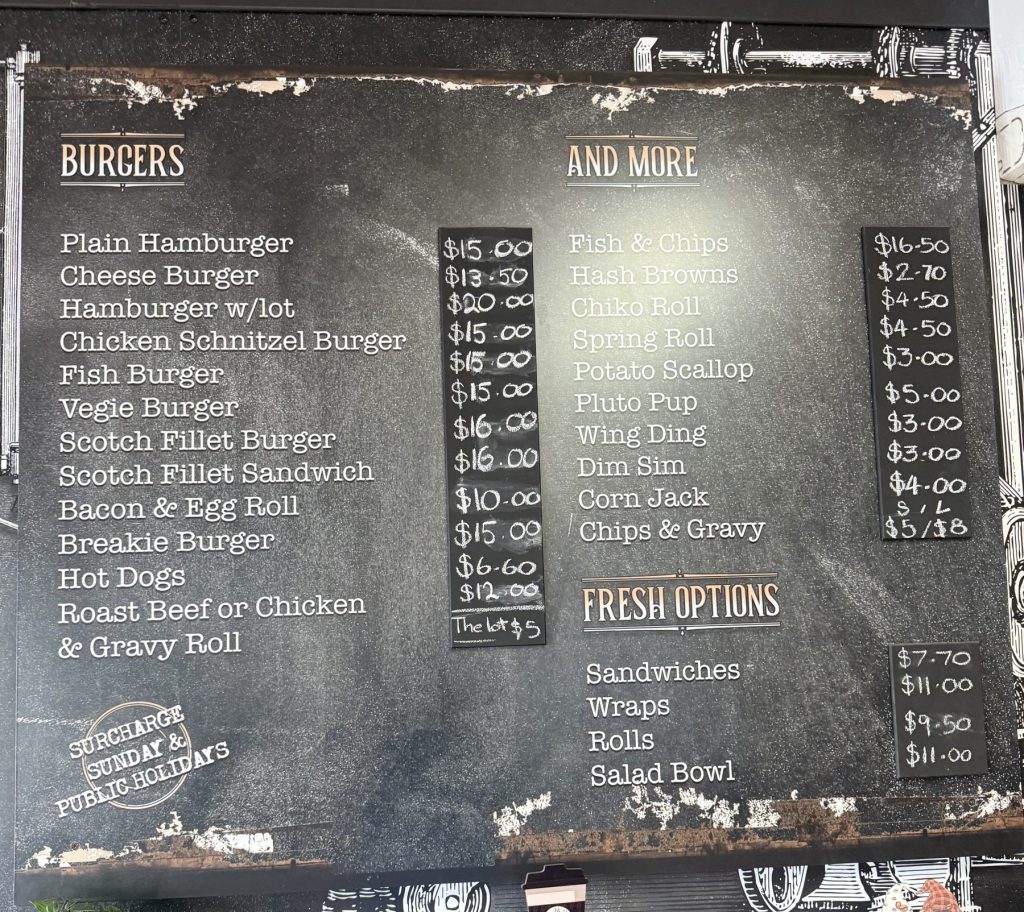 BURGERS
Plain Hamburger $15.00
Cheese Burger $13.50
Hamburger w/lot $20.00
Chicken Schnitzel Burger $15.00
Fish Burger $15.00
Vegie Burger $15.00
Scotch Fillet Burger $16.00
Scotch Fillet Sandwich $16.00
Bacon & Egg Roll $10.00
Breakie Burger $15.00
Hot Dogs $6.60
Roast Beef or Chicken $12.00
& Gravy Roll The lot $5
SURCHARGE
SUNDAY &
PUBLIC HOLIDAYS
AND MORE
Fish & Chips $16.50
Hash Browns $2.70
Chiko Roll $4.50
Spring Roll $4.50
Potato Scallop $3.00
Pluto Pup $5.00
Wing Ding $3.00
Dim Sim $3.00
Corn Jack $4.00
S / L
Chips & Gravy $5/$8
FRESH OPTIONS
Sandwiches $7.70
Wraps $11.00
Rolls $9.50
Salad Bowl $11.00